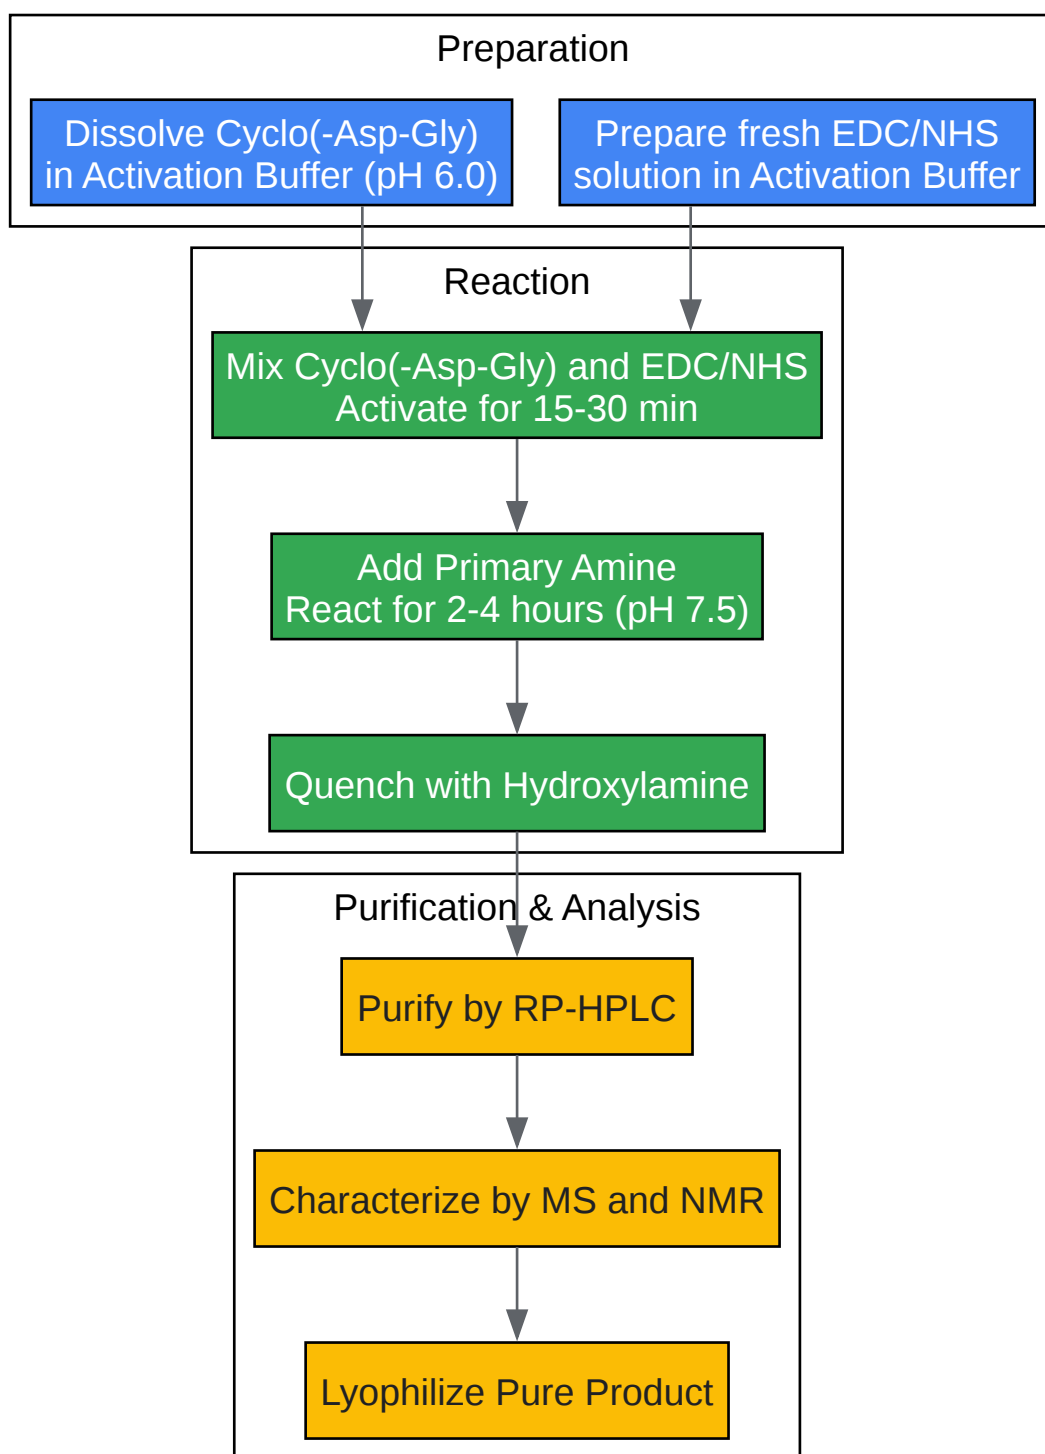 Preparation
Dissolve Cyclo(-Asp-Gly)
in Activation Buffer (pH 6.0)
Prepare fresh EDC/NHS
solution in Activation Buffer
Reaction
Mix Cyclo(-Asp-Gly) and EDC/NHS
Activate for 15-30 min
Add Primary Amine
React for 2-4 hours (pH 7.5)
Quench with Hydroxylamine
Purification & Analysis
Purify by RP-HPLC
Characterize by MS and NMR
Lyophilize Pure Product